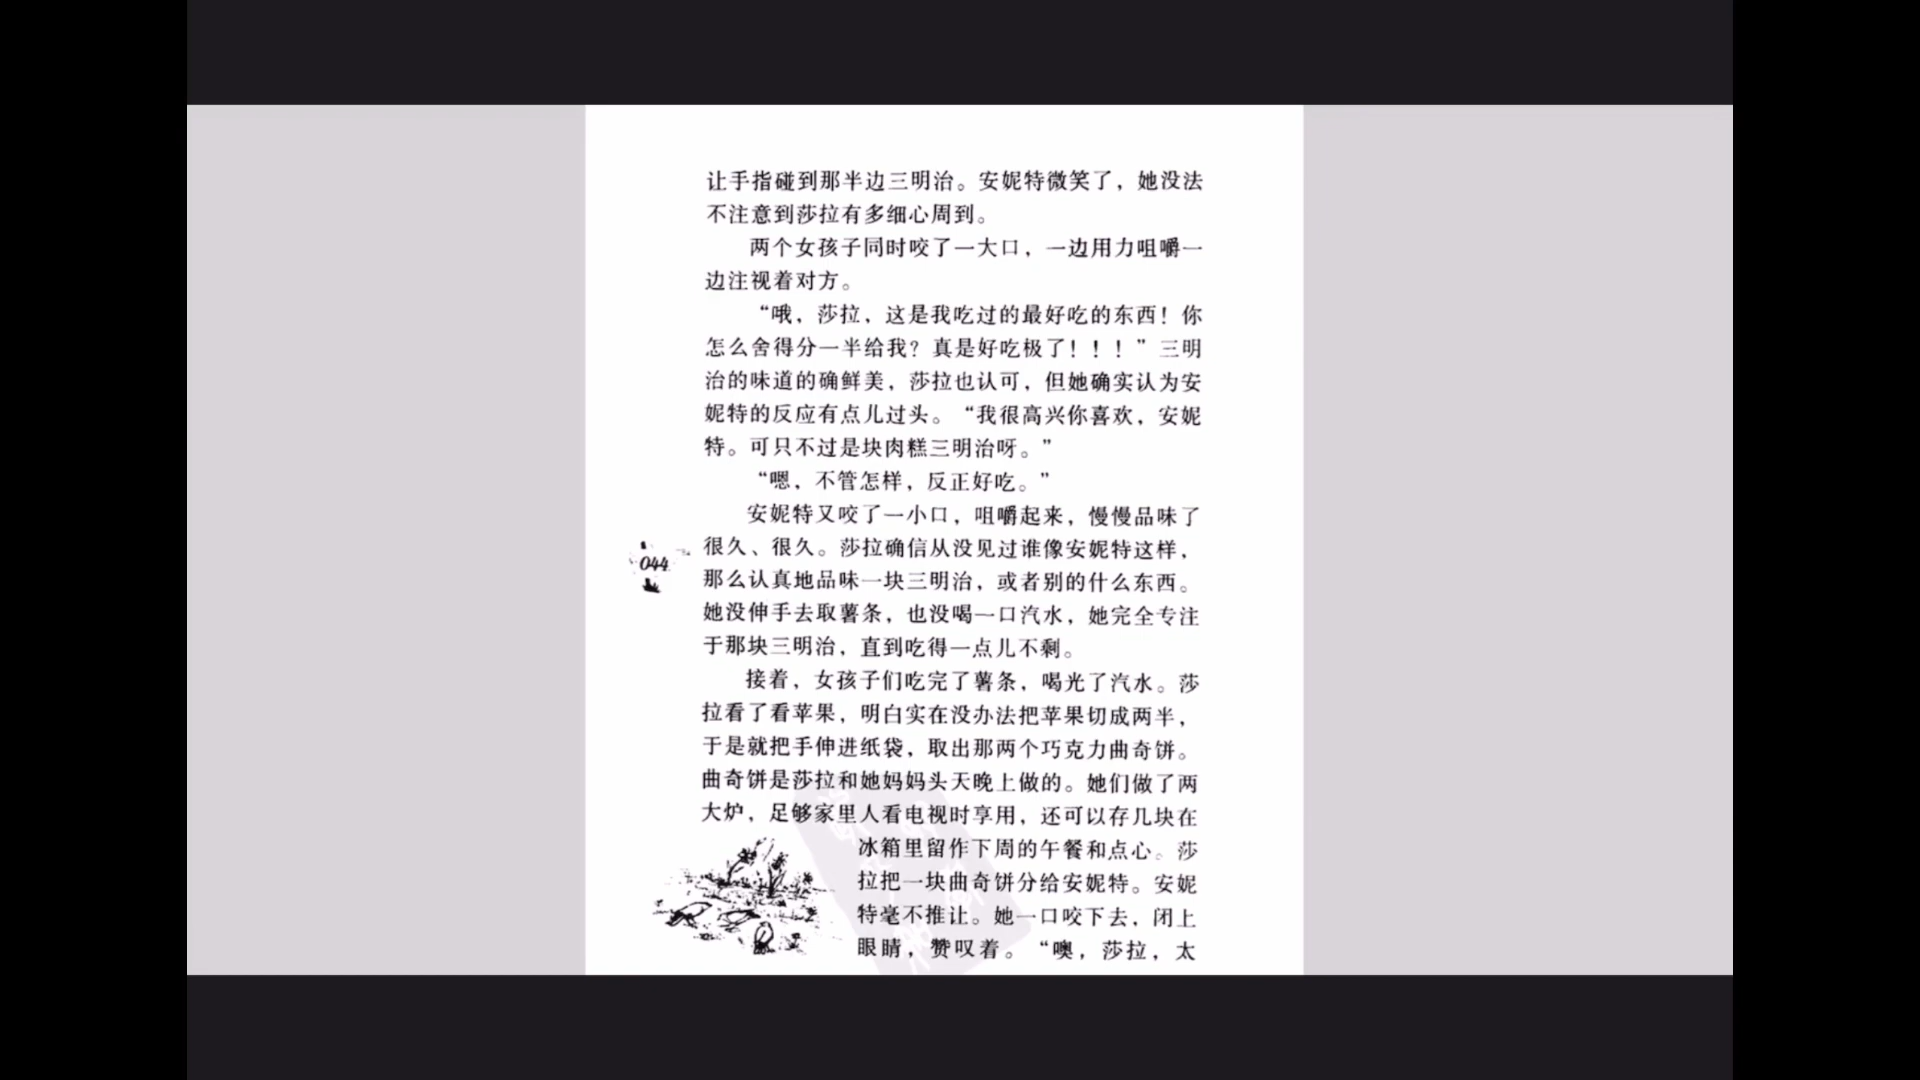 让手指碰到那半边三明治。安妮特微笑了，她没法
不注意到莎拉有多细心周到。
两个女孩子同时咬了一大口，一边用力咀嚼一
边注视着对方。
“哦，莎拉，这是我吃过的最好吃的东西！你
怎么舍得分一半给我？真是好吃极了！！！”三明
治的味道的确鲜美，莎拉也认可，但她确实认为安
妮特的反应有点儿过头。“我很高兴你喜欢，安妮
特。可只不过是块肉糕三明治呀。”
“嗯，不管怎样，反正好吃。”
安妮特又咬了一小口，咀嚼起来，慢慢品味了
很久、很久。莎拉确信从没见过谁像安妮特这样，
044
那么认真地品味一块三明治，或者别的什么东西。
她没伸手去取薯条，也没喝一口汽水，她完全专注
于那块三明治，直到吃得一点儿不剩。
接着，女孩子们吃完了薯条，喝光了汽水。莎
拉看了看苹果，明白实在没办法把苹果切成两半，
于是就把手伸进纸袋，取出那两个巧克力曲奇饼。
曲奇饼是莎拉和她妈妈头天晚上做的。她们做了两
大炉，足够家里人看电视时享用，还可以存几块在
冰箱里留作下周的午餐和点心。莎
拉把一块曲奇饼分给安妮特。安妮
特毫不推让。她一口咬下去，闭上
眼睛，赞叹着。“噢，莎拉，太